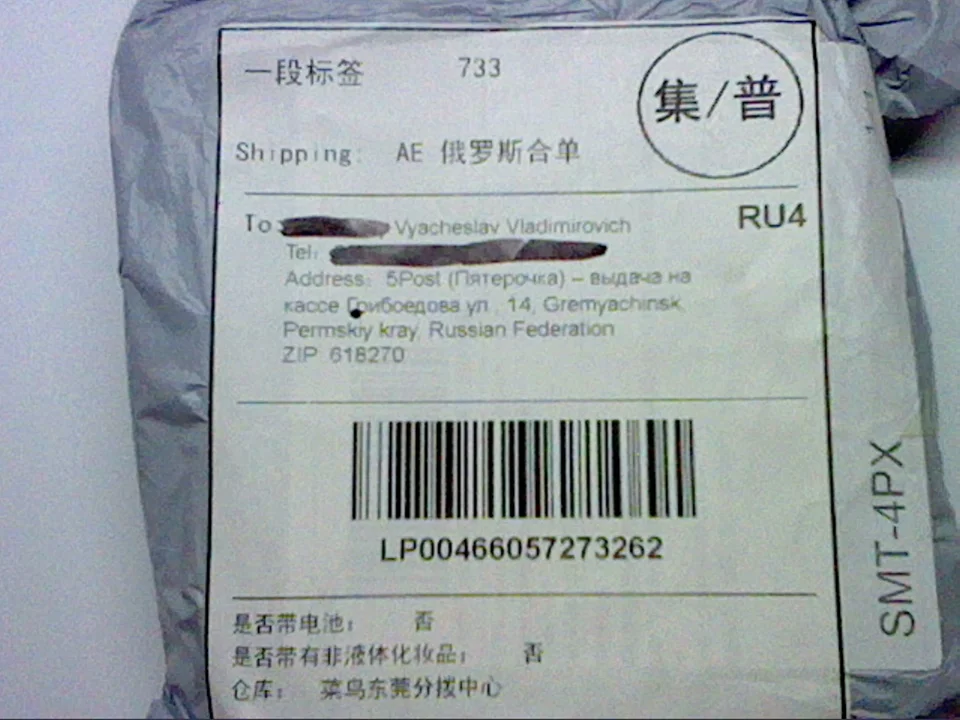 一段标签 733
集/普
Shipping: AE 俄罗斯合单
RU4
To: Vyacheslav Vladimirovich
Tel:
Address: 5Post (Пятерочка) – выдача на
кассе Грибоедова ул , 14, Gremyachinsk,
Permskiy kray, Russian Federation
ZIP 618270
LP00466057273262
是否带电池: 否
是否带有非液体化妆品: 否
仓库: 菜鸟东莞分拨中心
SMT-4PX